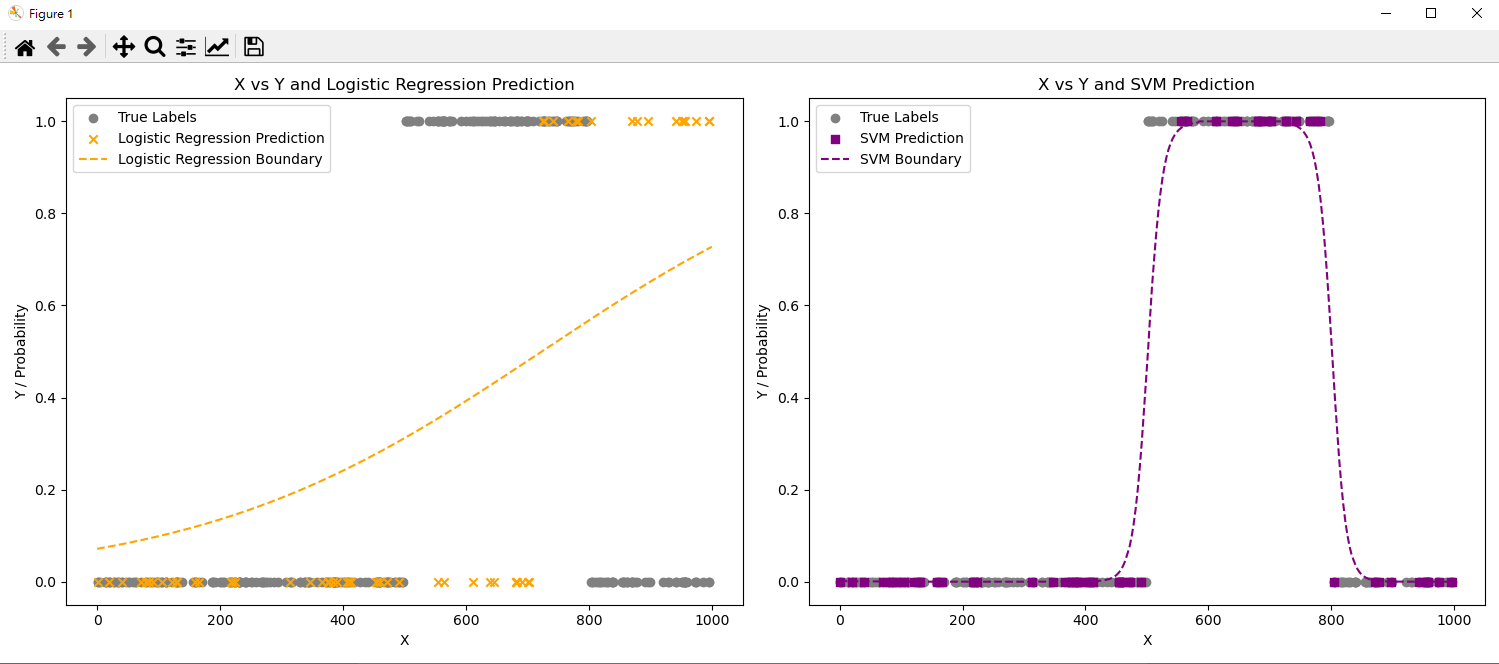 Figure 1
X vs Y and Logistic Regression Prediction
True Labels
Logistic Regression Prediction
Logistic Regression Boundary
Y / Probability
1.0
0.8
0.6
0.4
0.2
0.0
0 200 400 600 800 1000
X
X vs Y and SVM Prediction
True Labels
SVM Prediction
SVM Boundary
Y / Probability
1.0
0.8
0.6
0.4
0.2
0.0
0 200 400 600 800 1000
X